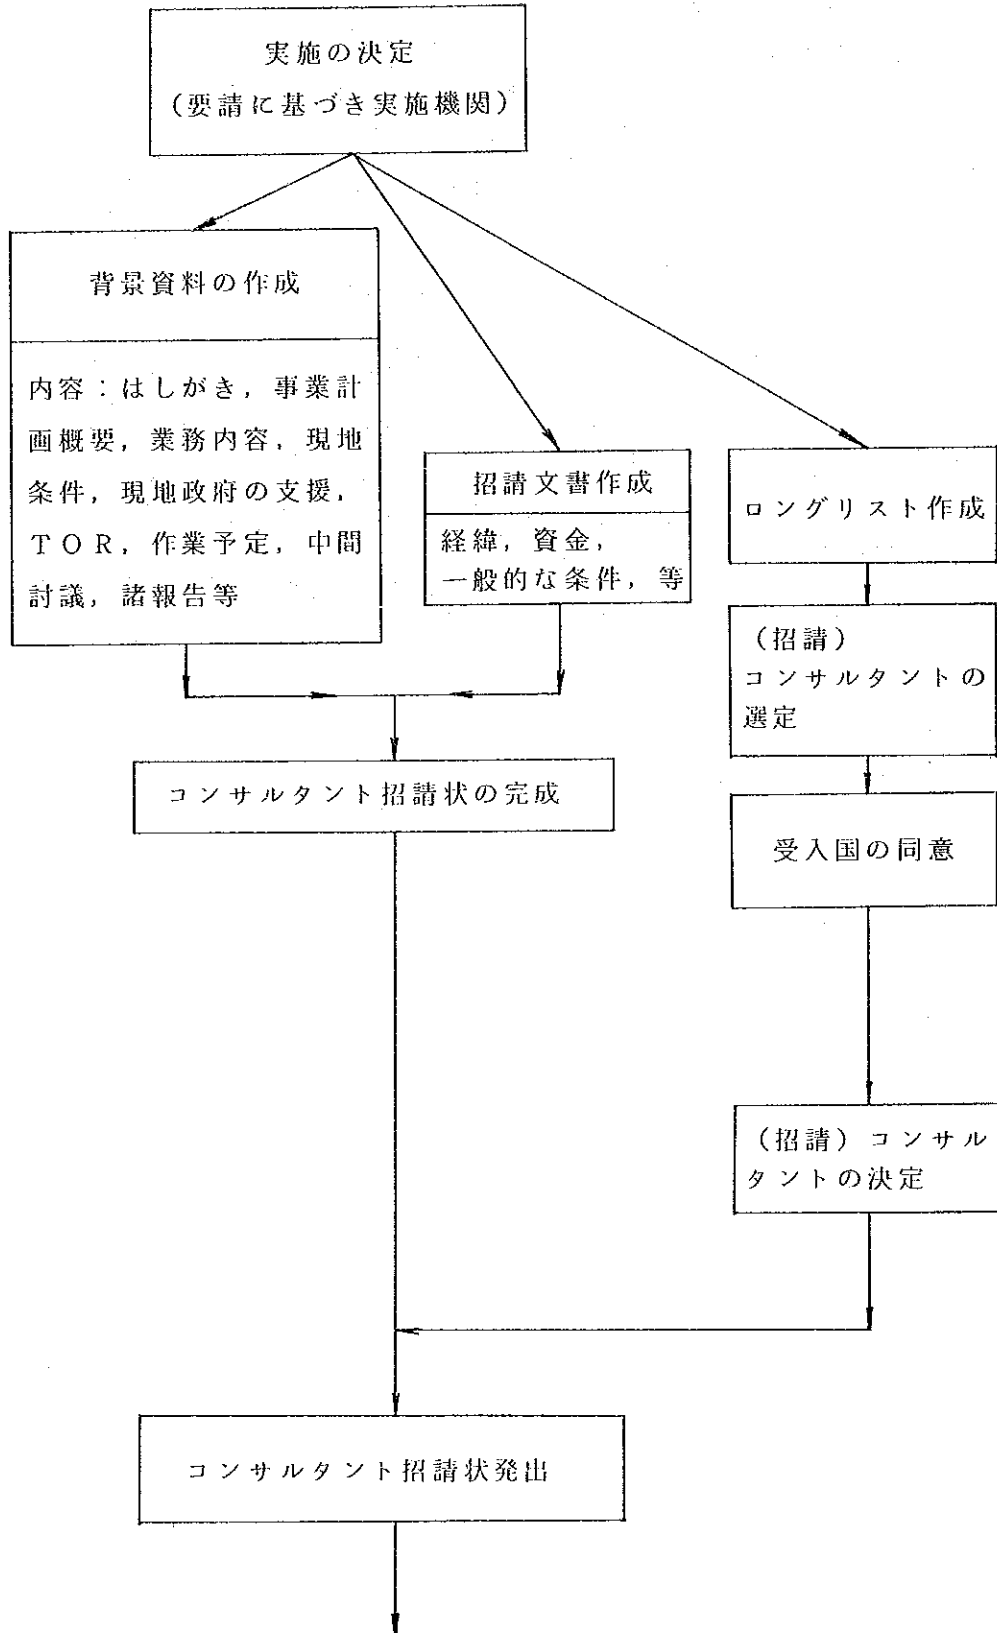 実施の決定
(要請に基づき実施機関)
背景資料の作成
内容:はしがき,事業計
画概要,業務内容,現地
条件,現地政府の支援,
TOR,作業予定,中間
討議,諸報告等
招請文書作成
経緯,資金,
一般的な条件,等
ロングリスト作成
(招請)
コンサルタントの
選定
コンサルタント招請状の完成
受入国の同意
(招請)コンサル
タントの決定
コンサルタント招請状発出